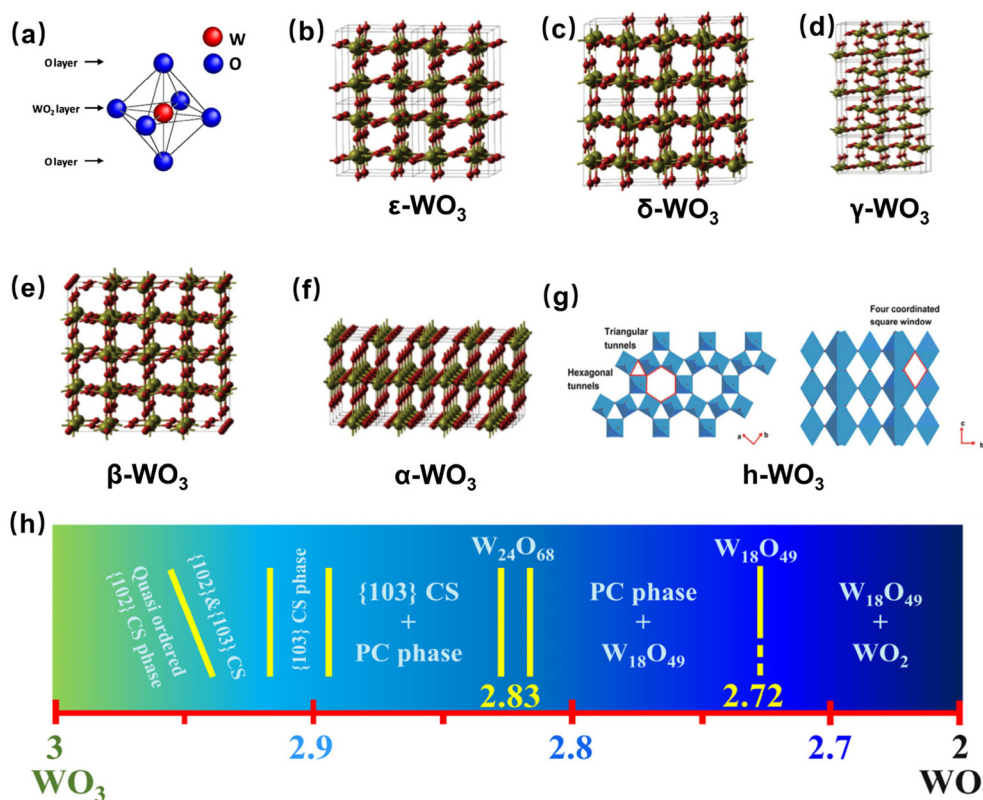 (a)
W
O
O layer
WO₂ layer
O layer
(b)
ε-WO₃
(c)
δ-WO₃
(d)
γ-WO₃
(e)
β-WO₃
(f)
α-WO₃
(g)
Triangular
tunnels
Hexagonal
tunnels
a
b
Four coordinated
square window
c
b
h-WO₃
(h)
Quasi ordered
{102} CS phase
{102}&{103} CS
{103} CS phase
{103} CS
+
PC phase
W₂₄O₆₈
2.83
PC phase
+
W₁₈O₄₉
W₁₈O₄₉
2.72
W₁₈O₄₉
+
WO₂
3
2.9
2.8
2.7
2
WO₃
WO